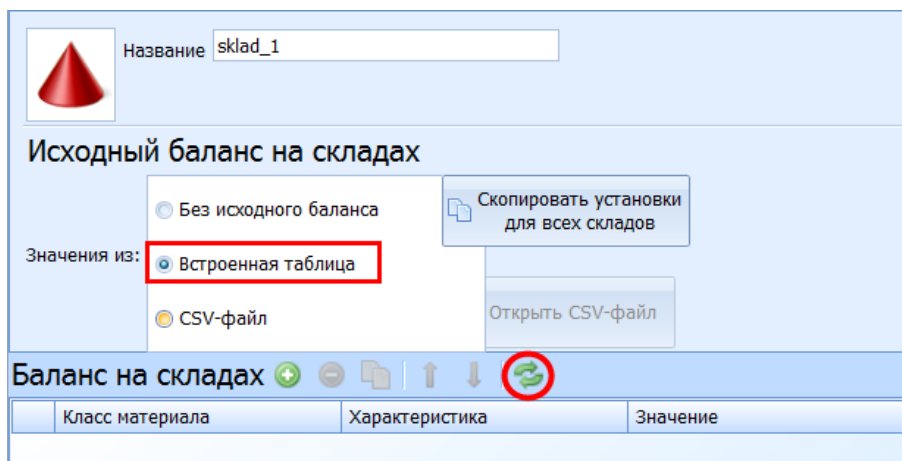 Название sklad_1
Исходный баланс на складах
Значения из:
Без исходного баланса
Встроенная таблица
CSV-файл
Скопировать установки
для всех складов
Открыть CSV-файл
Баланс на складах
Класс материала Характеристика Значение